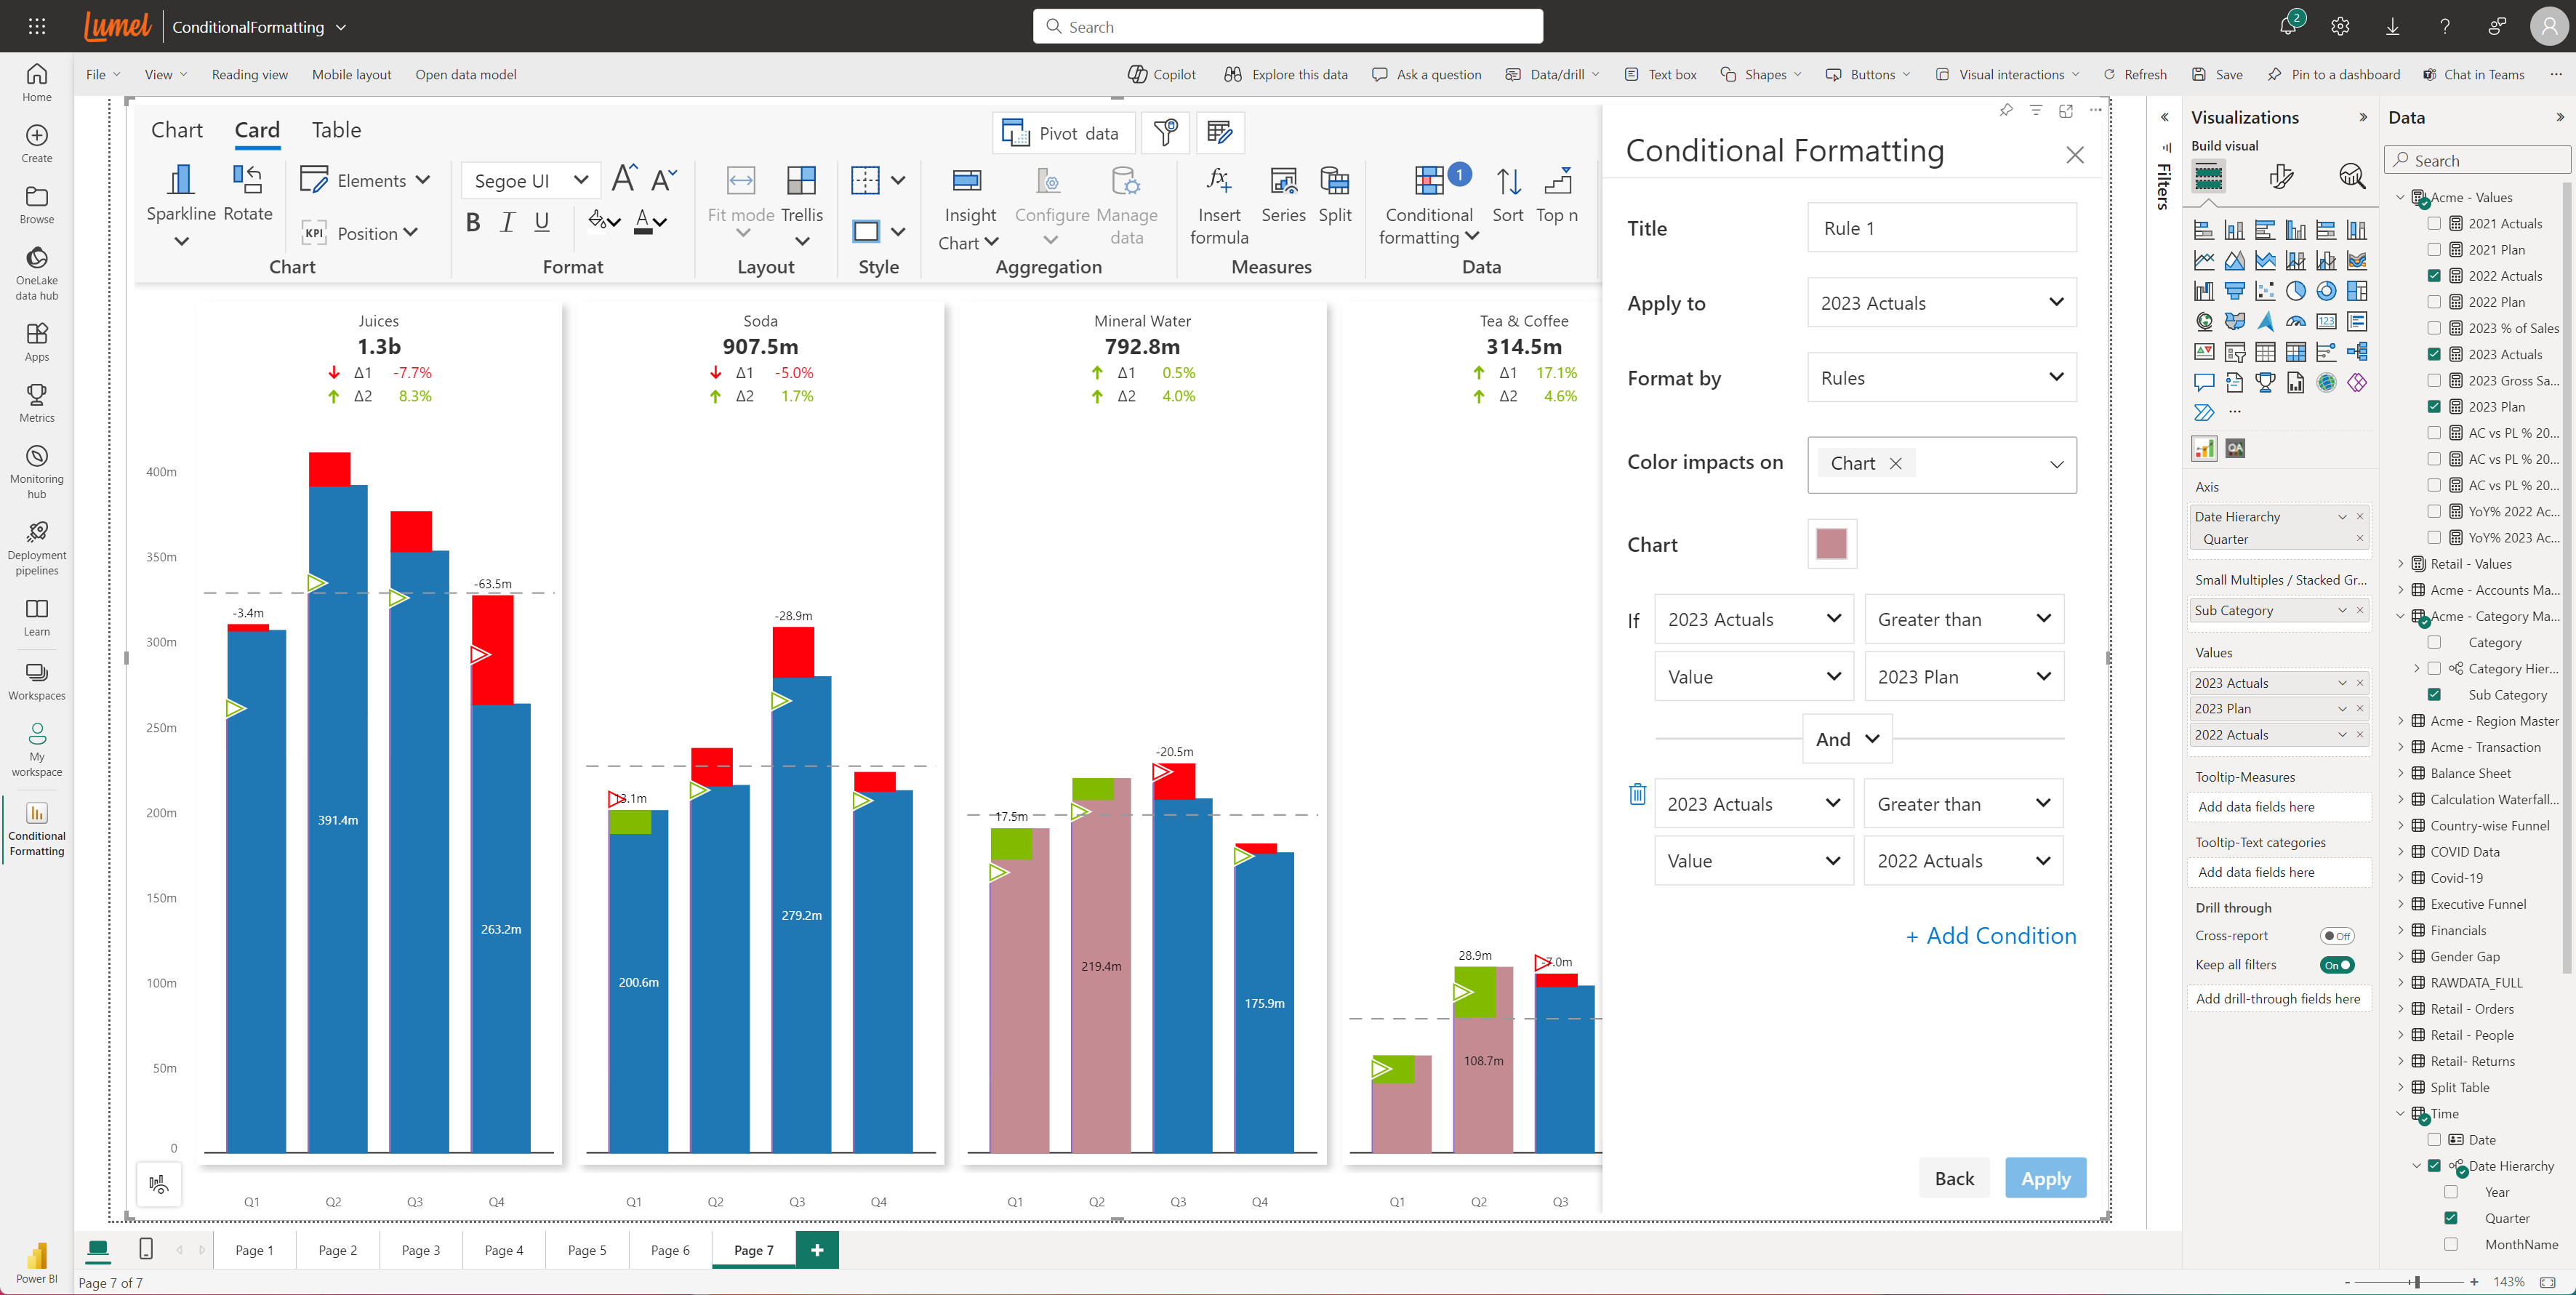 Lumel ConditionalFormatting
Search
2
File View Reading view Mobile layout Open data model Copilot Explore this data Ask a question Data/drill Text box Shapes Buttons Visual interactions Refresh Save Pin to a dashboard Chat in Teams
Home
Create
Browse
OneLake
data hub
Apps
Metrics
Monitoring
hub
Deployment
pipelines
Learn
Workspaces
My
workspace
Conditional
Formatting
Power BI
Chart Card Table
Pivot data
Sparkline Rotate
Elements
KPI Position
Chart
Segoe UI A A
B I U A
Format
Fit mode Trellis
Layout
Style
Insight
Chart
Configure Manage
data
Aggregation
fx
Insert
formula
Series Split
Measures
1
Conditional
formatting
Sort Top n
Data
Juices
1.3b
Δ1 -7.7%
Δ2 8.3%
Soda
907.5m
Δ1 -5.0%
Δ2 1.7%
Mineral Water
792.8m
Δ1 0.5%
Δ2 4.0%
Tea & Coffee
314.5m
Δ1 17.1%
Δ2 4.6%
400m
350m
300m
250m
200m
150m
100m
50m
0
-3.4m
-63.5m
391.4m
263.2m
-28.9m
13.1m
279.2m
200.6m
17.5m
-20.5m
219.4m
175.9m
28.9m
-7.0m
108.7m
Q1 Q2 Q3 Q4
Q1 Q2 Q3 Q4
Q1 Q2 Q3 Q4
Q1 Q2 Q3
Conditional Formatting
Title Rule 1
Apply to 2023 Actuals
Format by Rules
Color impacts on Chart
Chart
If 2023 Actuals Greater than
Value 2023 Plan
And
2023 Actuals Greater than
Value 2022 Actuals
+ Add Condition
Back Apply
Filters
Visualizations
Build visual
123
QA
Axis
Date Hierarchy
Quarter
Small Multiples / Stacked Gr...
Sub Category
Values
2023 Actuals
2023 Plan
2022 Actuals
Tooltip-Measures
Add data fields here
Tooltip-Text categories
Add data fields here
Drill through
Cross-report Off
Keep all filters On
Add drill-through fields here
Data
Search
Acme - Values
2021 Actuals
2021 Plan
2022 Actuals
2022 Plan
2023 % of Sales
2023 Actuals
2023 Gross Sa...
2023 Plan
AC vs PL % 20...
AC vs PL % 20...
AC vs PL % 20...
YoY% 2022 Ac...
YoY% 2023 Ac...
Retail - Values
Acme - Accounts Ma...
Acme - Category Ma...
Category
Category Hier...
Sub Category
Acme - Region Master
Acme - Transaction
Balance Sheet
Calculation Waterfall...
Country-wise Funnel
COVID Data
Covid-19
Executive Funnel
Financials
Gender Gap
RAWDATA_FULL
Retail - Orders
Retail - People
Retail- Returns
Split Table
Time
Date
Date Hierarchy
Year
Quarter
MonthName
Page 1 Page 2 Page 3 Page 4 Page 5 Page 6 Page 7 +
Page 7 of 7
- + 143%